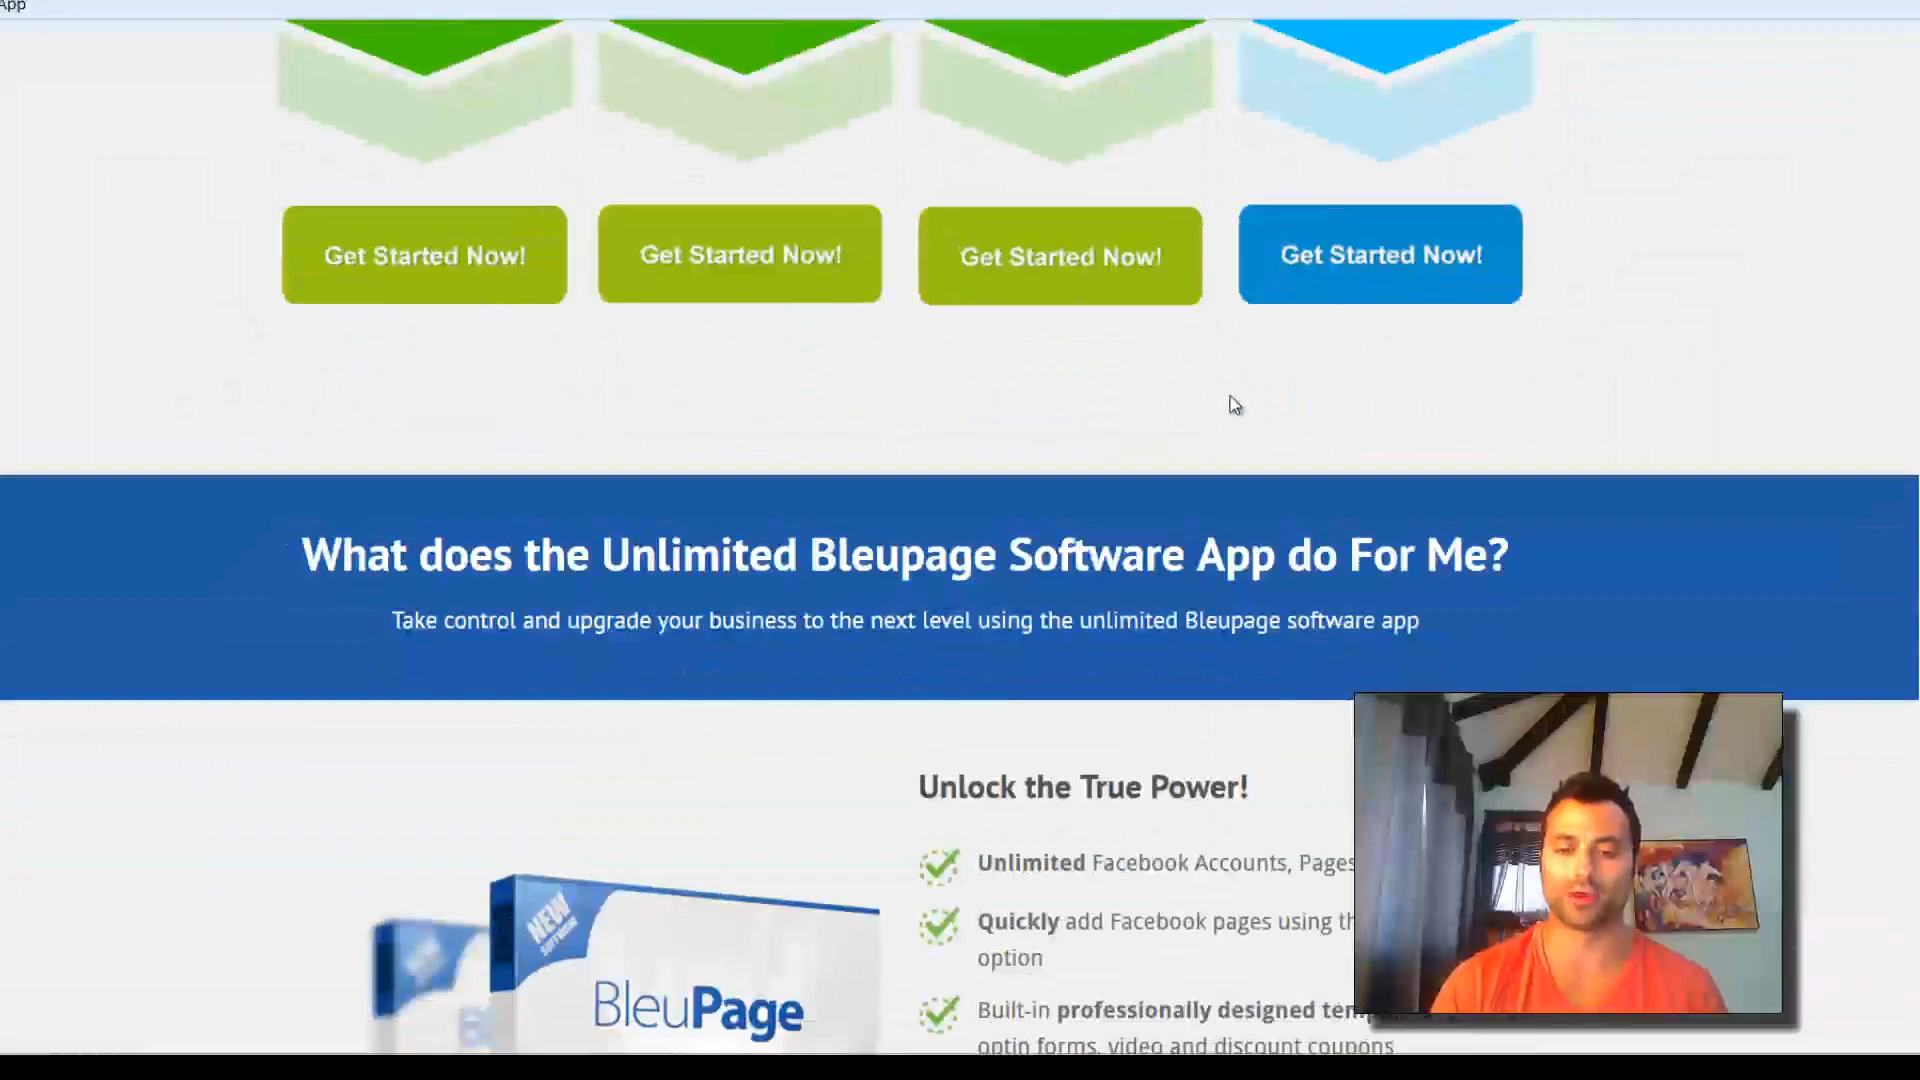 App
Get Started Now! Get Started Now! Get Started Now! Get Started Now!
What does the Unlimited Bleupage Software App do For Me?
Take control and upgrade your business to the next level using the unlimited Bleupage software app
Unlock the True Power!
Unlimited Facebook Accounts, Pages
Quickly add Facebook pages using
option
Built-in professionally designed
optin forms, video and discount coupons
NEW
SOFTWARE
BleuPage